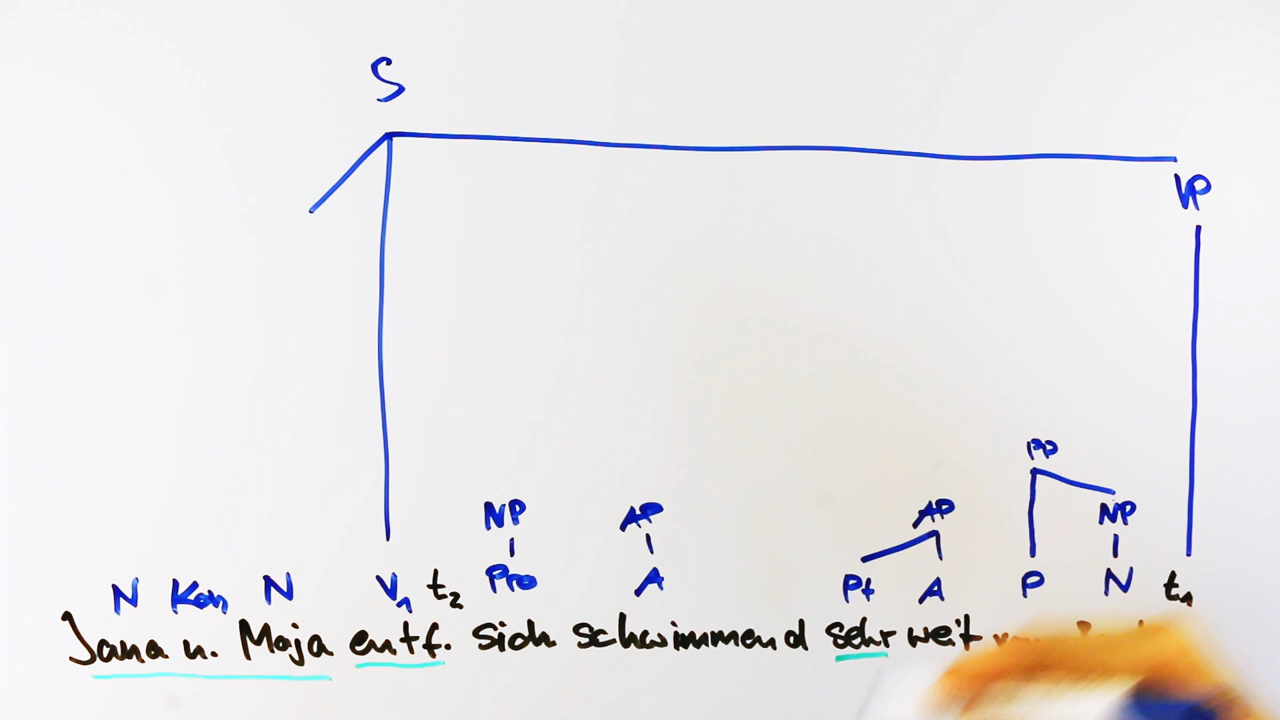 S
VP
PP
NP AP AP NP
N Kon N V1 t2 Pro A Pt A P N t1
Jana u. Maja entf. sich schwimmend sehr weit